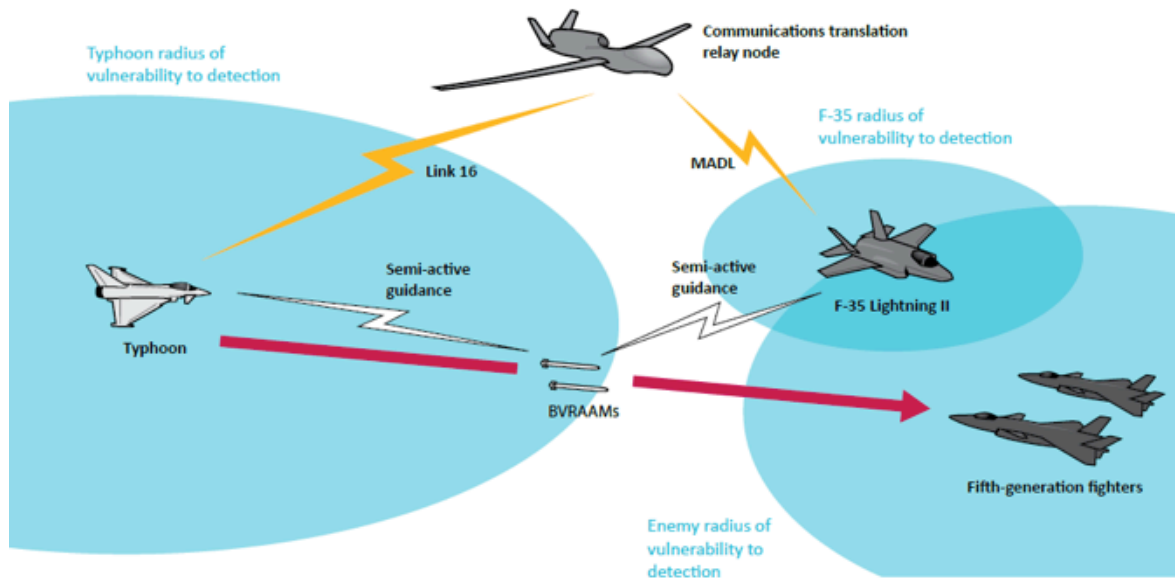 Communications translation
relay node
Typhoon radius of
vulnerability to detection
F-35 radius of
vulnerability to detection
Link 16
MADL
Semi-active
guidance
Semi-active
guidance
F-35 Lightning II
Typhoon
BVRAAMs
Fifth-generation fighters
Enemy radius of
vulnerability to
detection